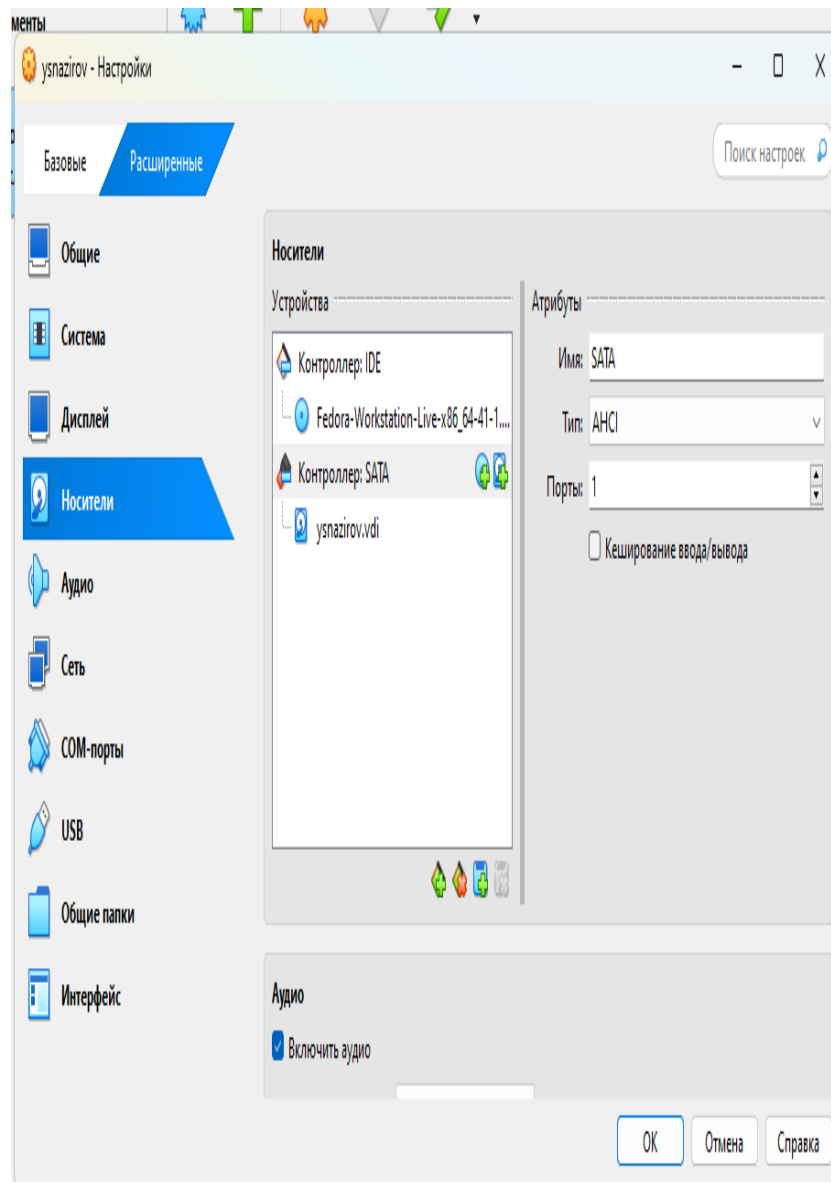 менты
ysnazirov - Настройки
Базовые
Расширенные
Поиск настроек
Общие
Система
Дисплей
Носители
Аудио
Сеть
COM-порты
USB
Общие папки
Интерфейс
Носители
Устройства
Контроллер: IDE
Fedora-Workstation-Live-x86_64-41-1....
Контроллер: SATA
ysnazirov.vdi
Атрибуты
Имя: SATA
Тип: AHCI
Порты: 1
Кеширование ввода/вывода
Аудио
Включить аудио
OK
Отмена
Справка